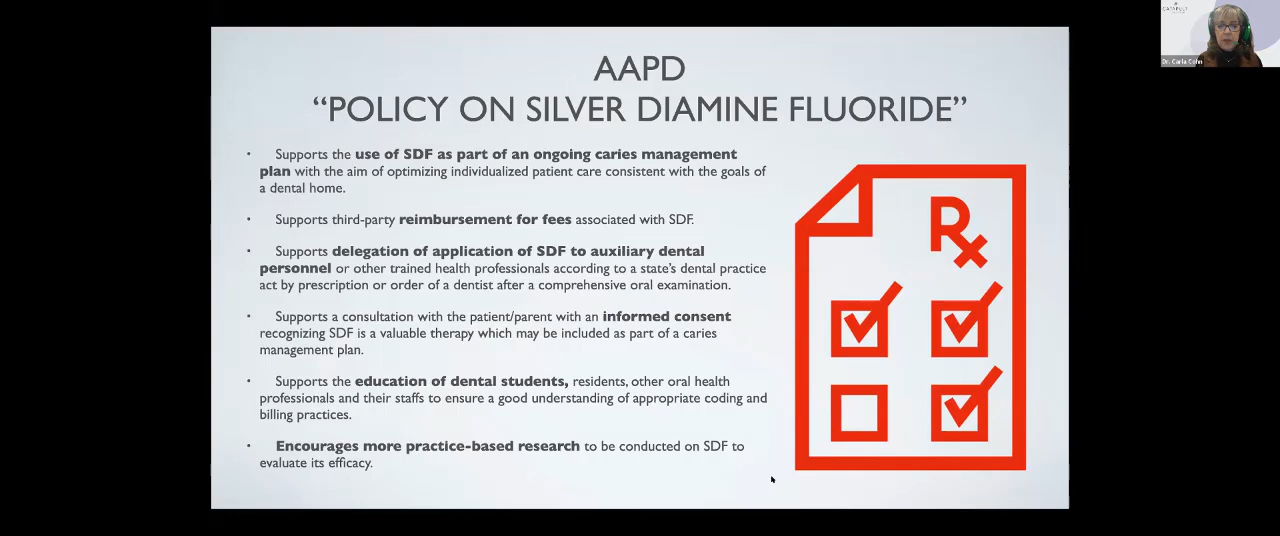 AAPD
“POLICY ON SILVER DIAMINE FLUORIDE”
• Supports the use of SDF as part of an ongoing caries management
plan with the aim of optimizing individualized patient care consistent with the goals of
a dental home.
• Supports third-party reimbursement for fees associated with SDF.
• Supports delegation of application of SDF to auxiliary dental
personnel or other trained health professionals according to a state’s dental practice
act by prescription or order of a dentist after a comprehensive oral examination.
• Supports a consultation with the patient/parent with an informed consent
recognizing SDF is a valuable therapy which may be included as part of a caries
management plan.
• Supports the education of dental students, residents, other oral health
professionals and their staffs to ensure a good understanding of appropriate coding and
billing practices.
• Encourages more practice-based research to be conducted on SDF to
evaluate its efficacy.
Rx
CATAPULT
Dr. Carla Cohn